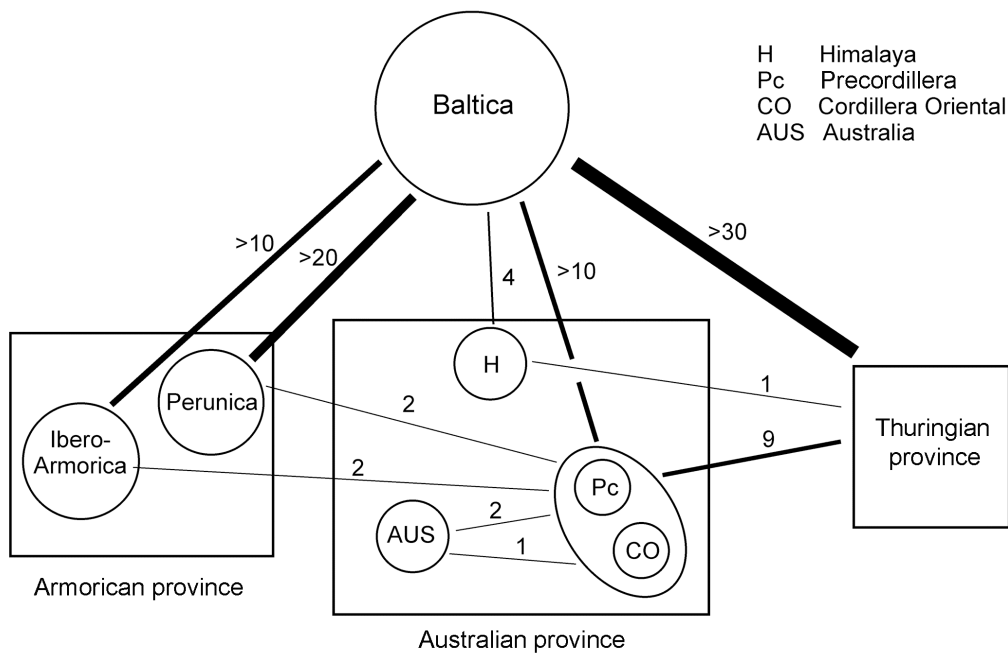 Baltica
H Himalaya
Pc Precordillera
CO Cordillera Oriental
AUS Australia
>10
>20
4
>10
>30
H
1
Perunica
2
Ibero-
Armorica
2
9
Thuringian
province
Pc
AUS
2
1
CO
Armorican province
Australian province